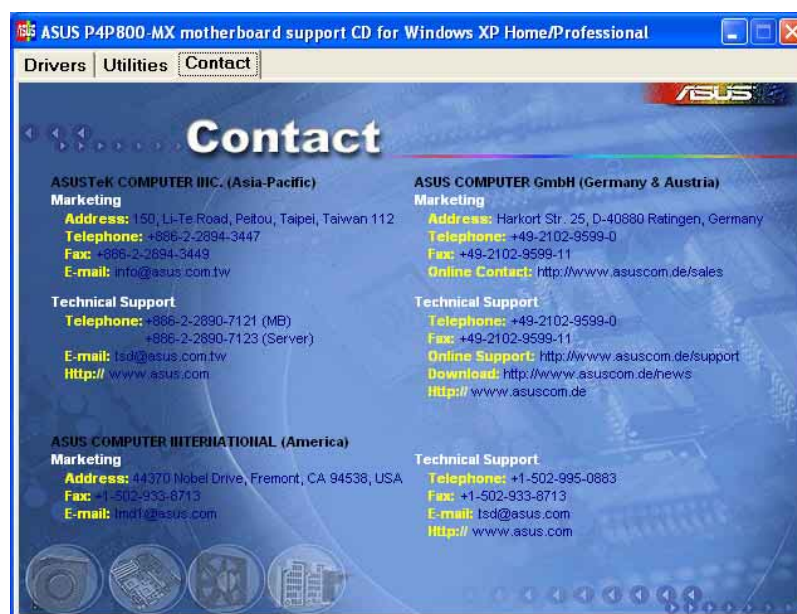 ASUS P4P800-MX motherboard support CD for Windows XP Home/Professional
Drivers Utilities Contact
ASUS
Contact
ASUSTeK COMPUTER INC. (Asia-Pacific)
Marketing
Address: 150, Li-Te Road, Peitou, Taipei, Taiwan 112
Telephone: +886-2-2894-3447
Fax: +886-2-2894-3449
E-mail: info@asus.com.tw
Technical Support
Telephone: +886-2-2890-7121 (MB)
+886-2-2890-7123 (Server)
E-mail: tsd@asus.com.tw
Http:// www.asus.com
ASUS COMPUTER GmbH (Germany & Austria)
Marketing
Address: Harkort Str. 25, D-40880 Ratingen, Germany
Telephone: +49-2102-9599-0
Fax: +49-2102-9599-11
Online Contact: http://www.asuscom.de/sales
Technical Support
Telephone: +49-2102-9599-0
Fax: +49-2102-9599-11
Online Support: http://www.asuscom.de/support
Download: http://www.asuscom.de/news
Http:// www.asuscom.de
ASUS COMPUTER INTERNATIONAL (America)
Marketing
Address: 44370 Nobel Drive, Fremont, CA 94538, USA
Fax: +1-502-933-8713
E-mail: tmd1@asus.com
Technical Support
Telephone: +1-502-995-0883
Fax: +1-502-933-8713
E-mail: tsd@asus.com
Http:// www.asus.com